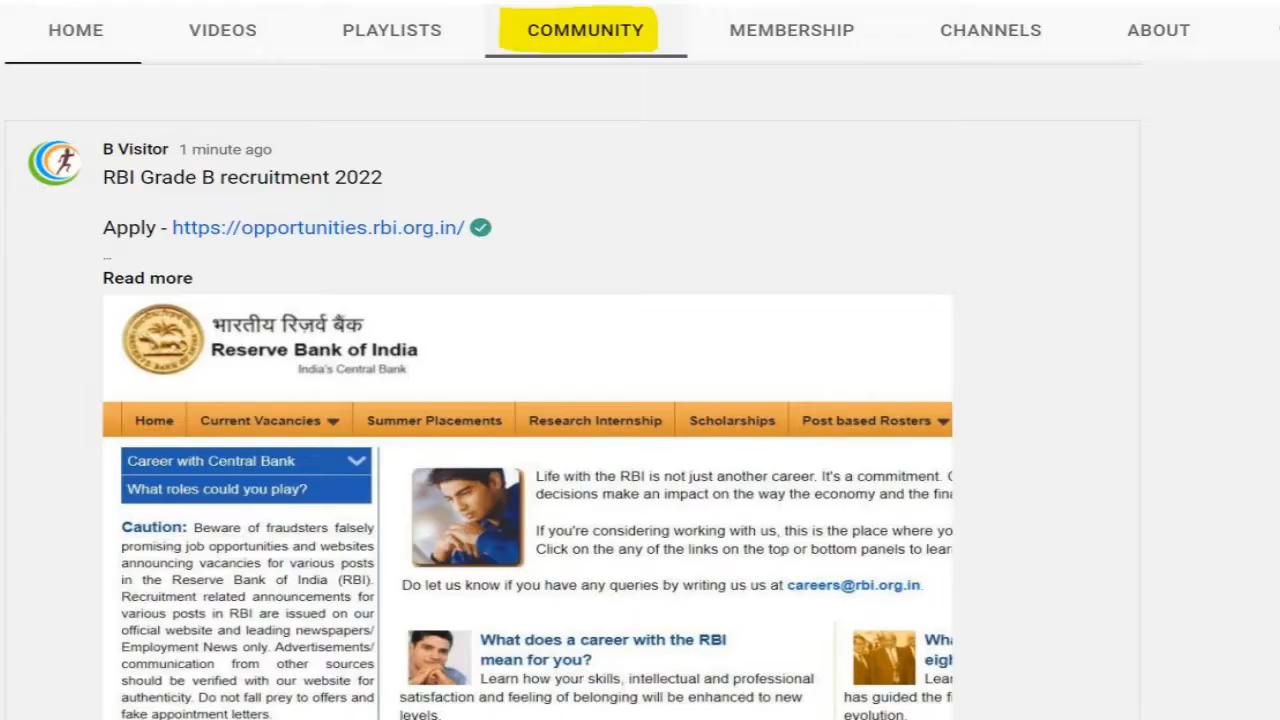 HOME VIDEOS PLAYLISTS COMMUNITY MEMBERSHIP CHANNELS ABOUT
B Visitor 1 minute ago
RBI Grade B recruitment 2022
Apply - https://opportunities.rbi.org.in/
...
Read more
भारतीय रिज़र्व बैंक
Reserve Bank of India
India's Central Bank
Home Current Vacancies Summer Placements Research Internship Scholarships Post based Rosters
Career with Central Bank
What roles could you play?
Caution: Beware of fraudsters falsely
promising job opportunities and websites
announcing vacancies for various posts
in the Reserve Bank of India (RBI).
Recruitment related announcements for
various posts in RBI are issued on our
official website and leading newspapers/
Employment News only. Advertisements/
communication from other sources
should be verified with our website for
authenticity. Do not fall prey to offers and
fake appointment letters.
Life with the RBI is not just another career. It's a commitment.
decisions make an impact on the way the economy and the
If you're considering working with us, this is the place where
Click on the any of the links on the top or bottom panels to
Do let us know if you have any queries by writing us us at careers@rbi.org.in.
What does a career with the RBI
mean for you?
Learn how your skills, intellectual and professional
satisfaction and feeling of belonging will be enhanced to new
levels.
has guided the
evolution.